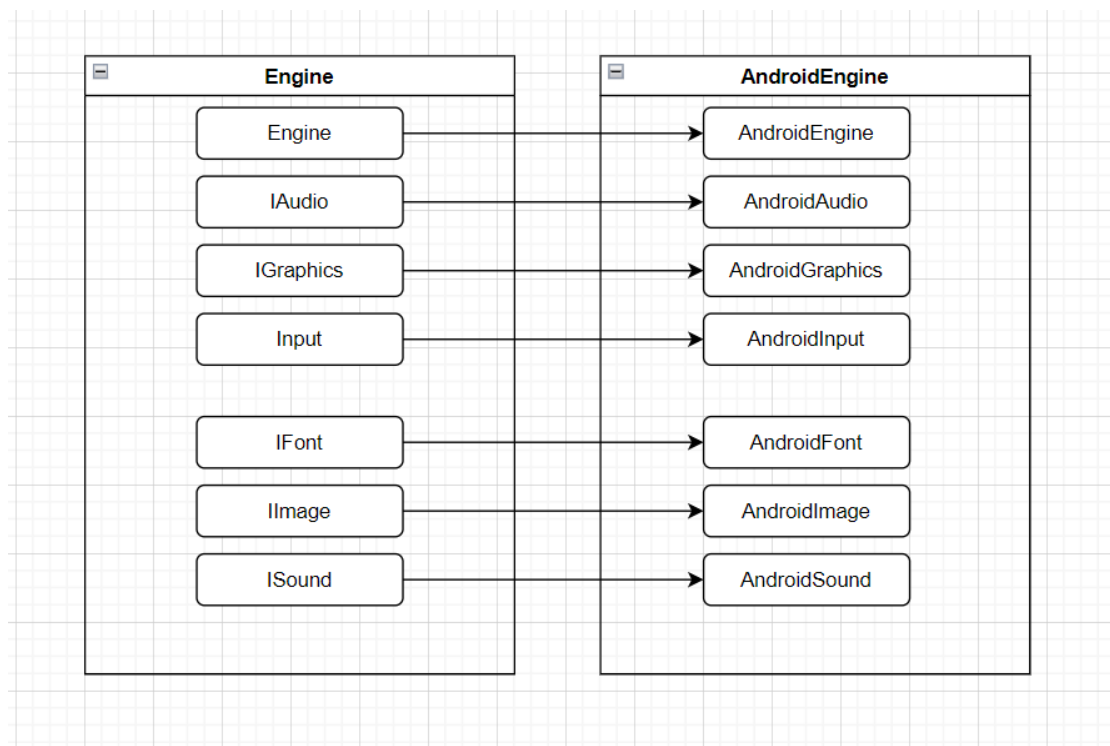 Engine
AndroidEngine
Engine
AndroidEngine
IAudio
AndroidAudio
IGraphics
AndroidGraphics
Input
AndroidInput
IFont
AndroidFont
IImage
AndroidImage
ISound
AndroidSound